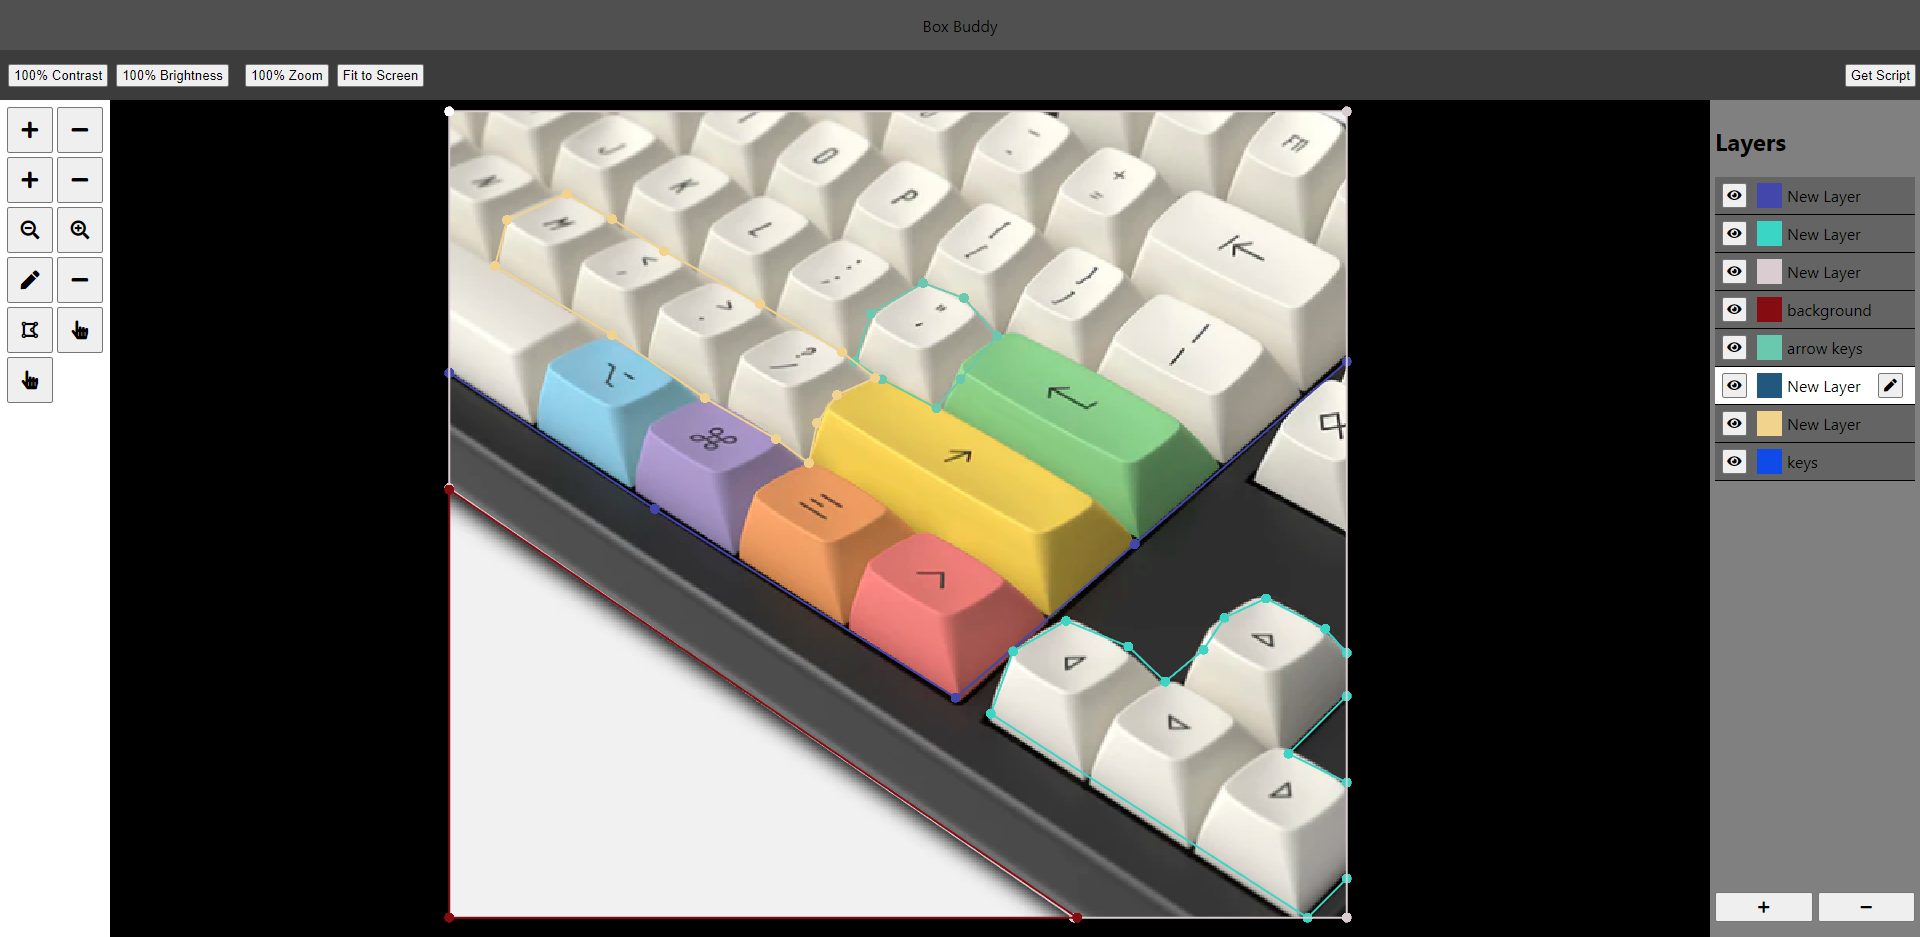 Box Buddy
100% Contrast 100% Brightness 100% Zoom Fit to Screen Get Script
Layers
New Layer
New Layer
New Layer
background
arrow keys
New Layer
New Layer
keys
J
O
- .
N
K
P
+ =
M
L
{ [
, ^
; :
} ]
. >
' "
/ ?